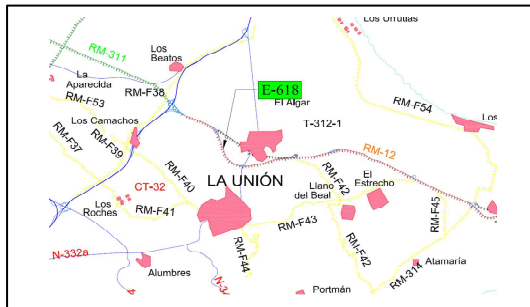 Los Urrutias
RM-311
Los
Beatos
La
Aparecida
RM-F38
E-618
El Algar
RM-F53
RM-F54
Los Camachos
T-312-1
Los
RM-F37
RM-F39
RM-12
CT-32
RM-F40
LA UNIÓN
RM-F42
El
Estrecho
Llano
del Beal
Los
Roches
RM-F41
RM-F43
RM-F45
N-332a
RM-F44
RM-F42
Alumbres
Atamaría
RM-314
Portmán